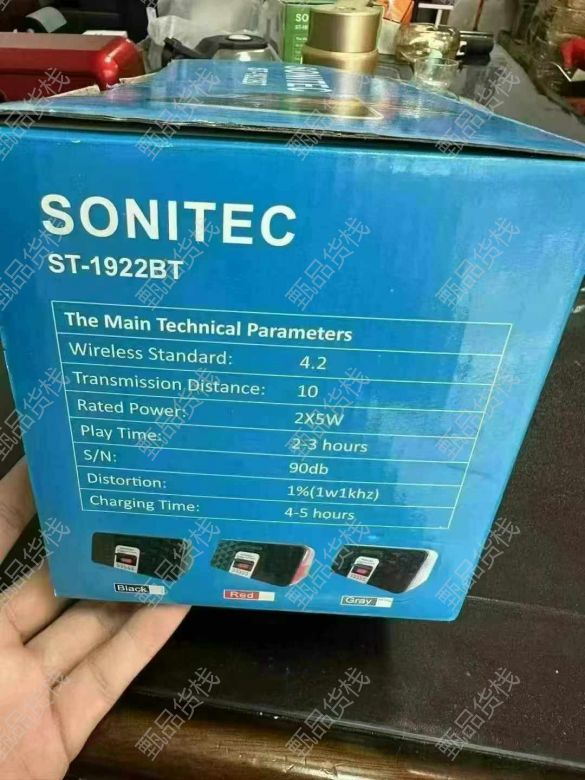 SONITEC
ST-1922BT
The Main Technical Parameters
Wireless Standard: 4.2
Transmission Distance: 10
Rated Power: 2X5W
Play Time: 2-3 hours
S/N: 90db
Distortion: 1%(1w1khz)
Charging Time: 4-5 hours
Black
Red
Gray
甄品货栈